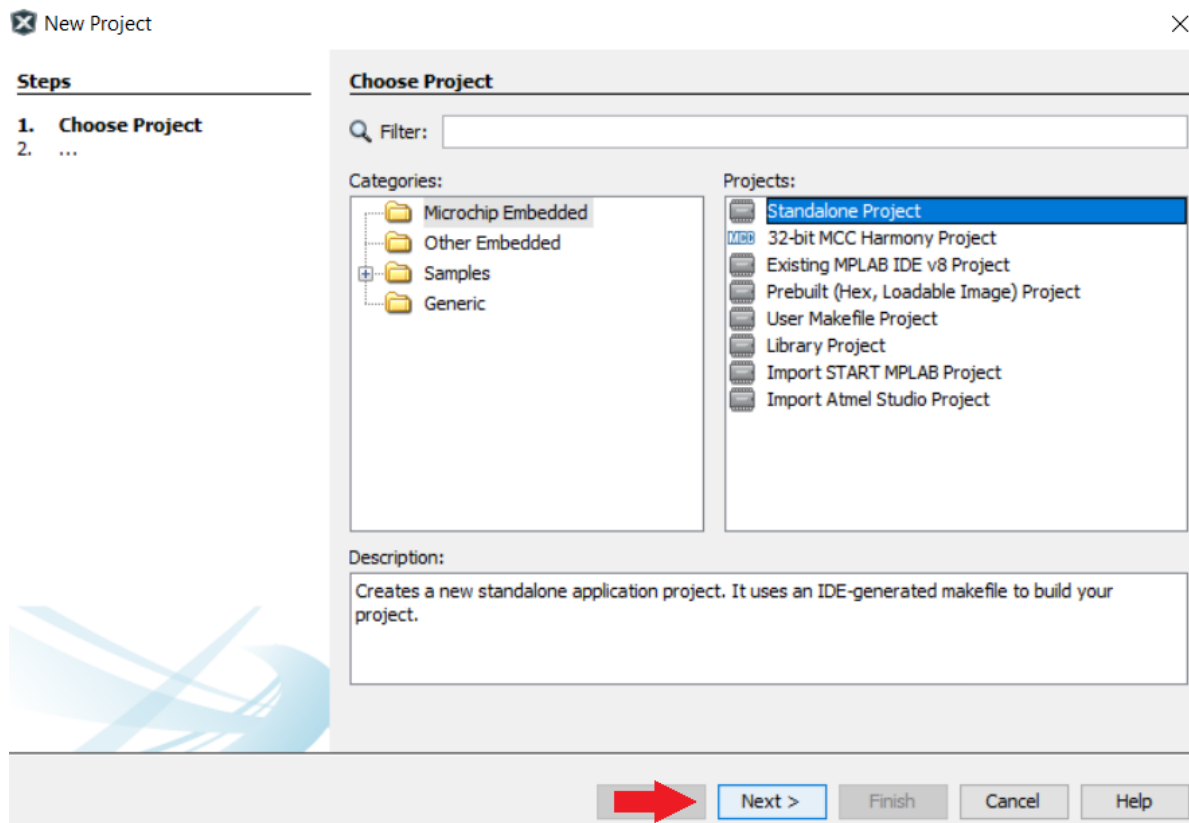 New Project
Steps
1. Choose Project
2. ...
Choose Project
Filter:
Categories:
Microchip Embedded
Other Embedded
Samples
Generic
Projects:
Standalone Project
32-bit MCC Harmony Project
Existing MPLAB IDE v8 Project
Prebuilt (Hex, Loadable Image) Project
User Makefile Project
Library Project
Import START MPLAB Project
Import Atmel Studio Project
Description:
Creates a new standalone application project. It uses an IDE-generated makefile to build your
project.
Next >
Finish
Cancel
Help